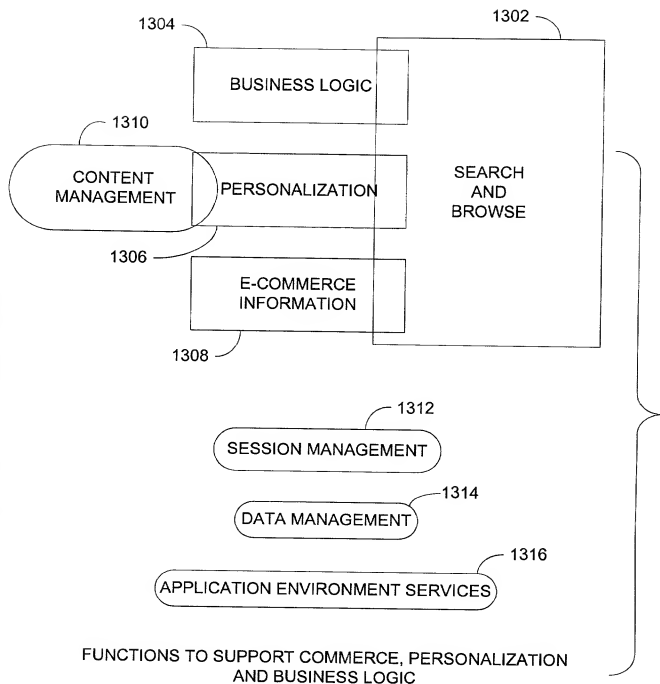 1304
1302
BUSINESS LOGIC
1310
CONTENT
MANAGEMENT
PERSONALIZATION
SEARCH
AND
BROWSE
1306
E-COMMERCE
INFORMATION
1308
1312
SESSION MANAGEMENT
1314
DATA MANAGEMENT
1316
APPLICATION ENVIRONMENT SERVICES
FUNCTIONS TO SUPPORT COMMERCE, PERSONALIZATION
AND BUSINESS LOGIC